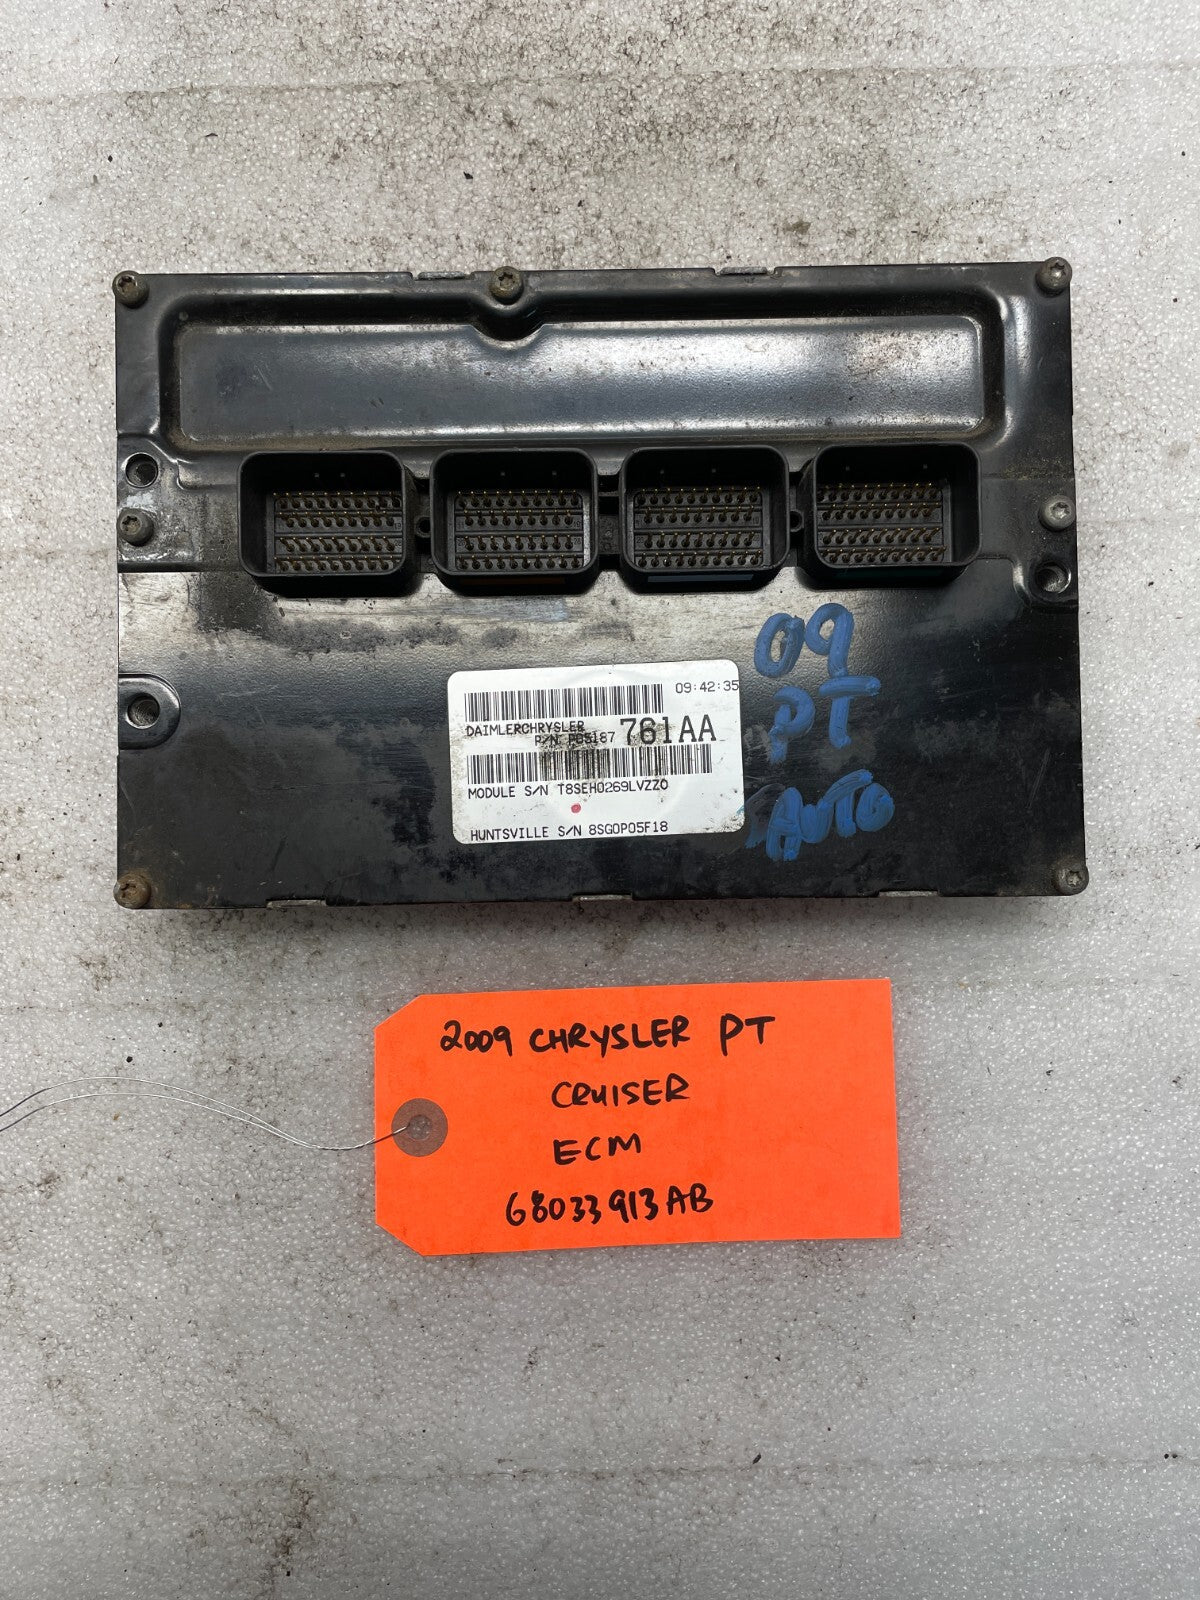 09:42:35
DAIMLERCHRYSLER
P/N P05187 761AA
MODULE S/N T8SEH0269LVZZ0
HUNTSVILLE S/N 8SG0P05F18
09
PT
AUTO
2009 CHRYSLER PT
CRUISER
ECM
68033913AB